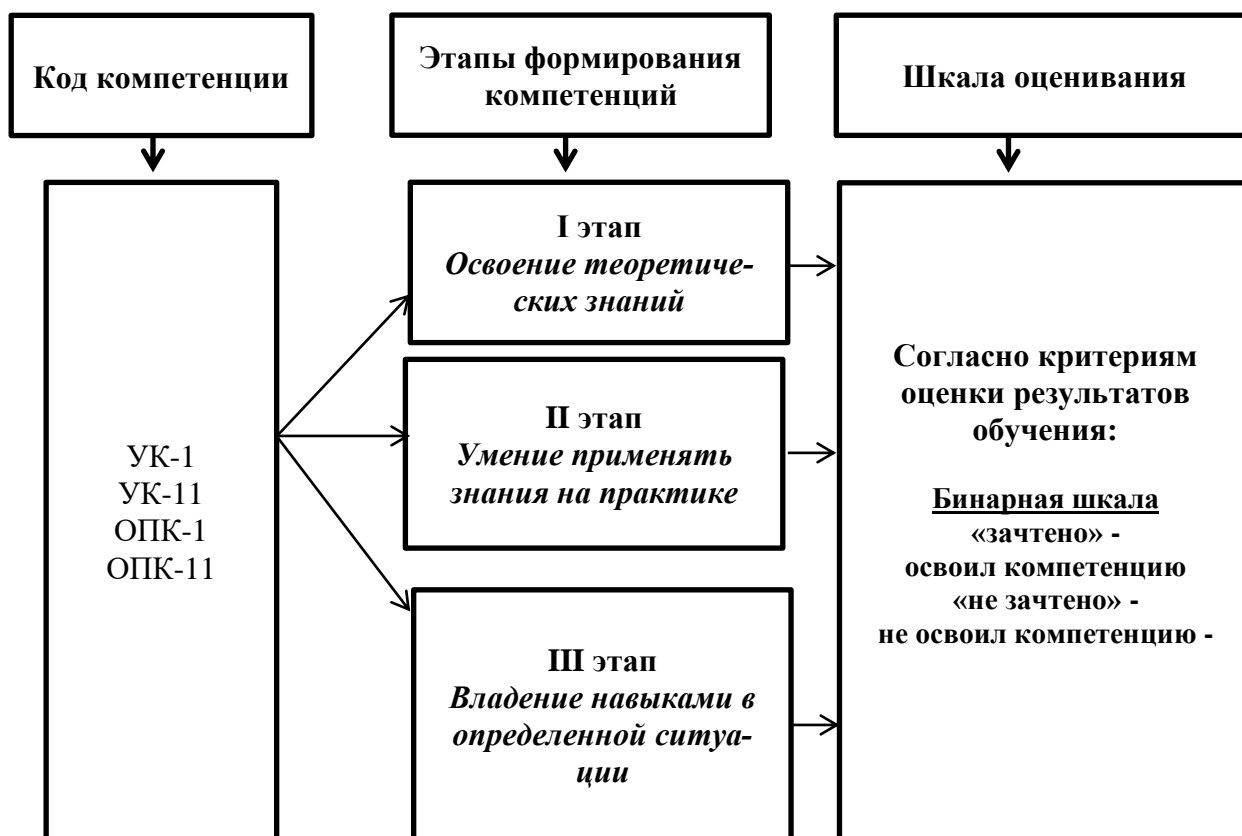 Код компетенции
Этапы формирования
компетенций
Шкала оценивания
УК-1
УК-11
ОПК-1
ОПК-11
I этап
Освоение теоретиче-
ских знаний
II этап
Умение применять
знания на практике
III этап
Владение навыками в
определенной ситуа-
ции
Согласно критериям
оценки результатов
обучения:
Бинарная шкала
«зачтено» -
освоил компетенцию
«не зачтено» -
не освоил компетенцию -